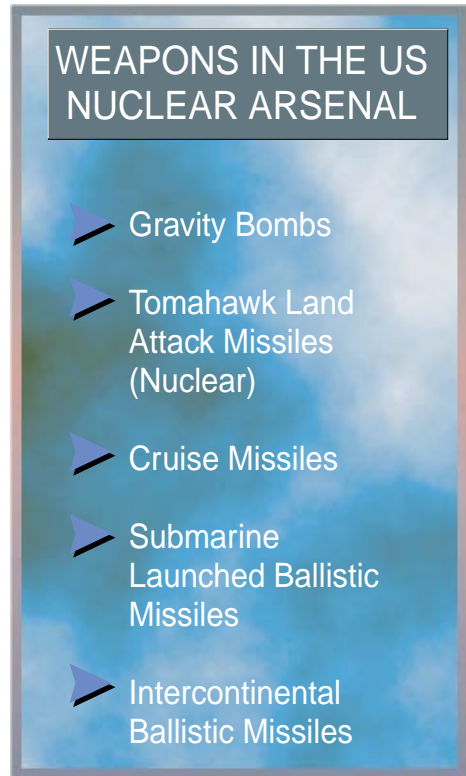 WEAPONS IN THE US
NUCLEAR ARSENAL
Gravity Bombs
Tomahawk Land
Attack Missiles
(Nuclear)
Cruise Missiles
Submarine
Launched Ballistic
Missiles
Intercontinental
Ballistic Missiles